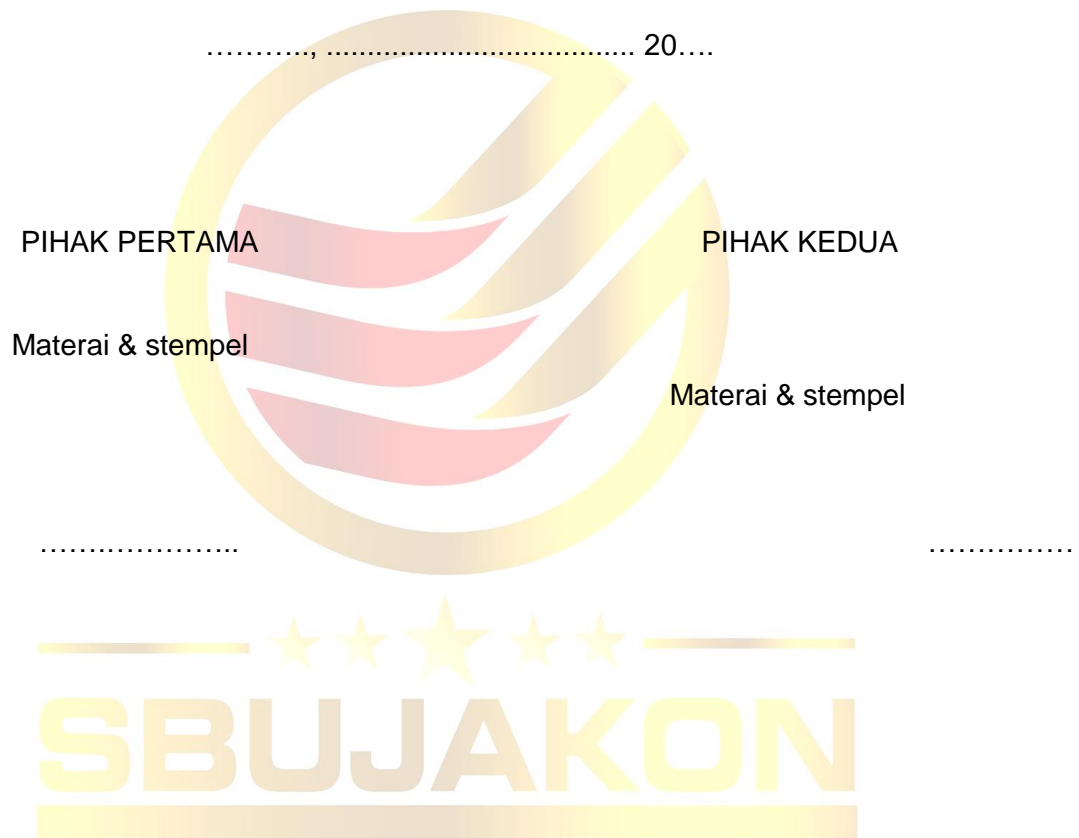 ………..., ...................................... 20….
PIHAK PERTAMA PIHAK KEDUA
Materai & stempel
Materai & stempel
………………….. ……………
SBUJAKON